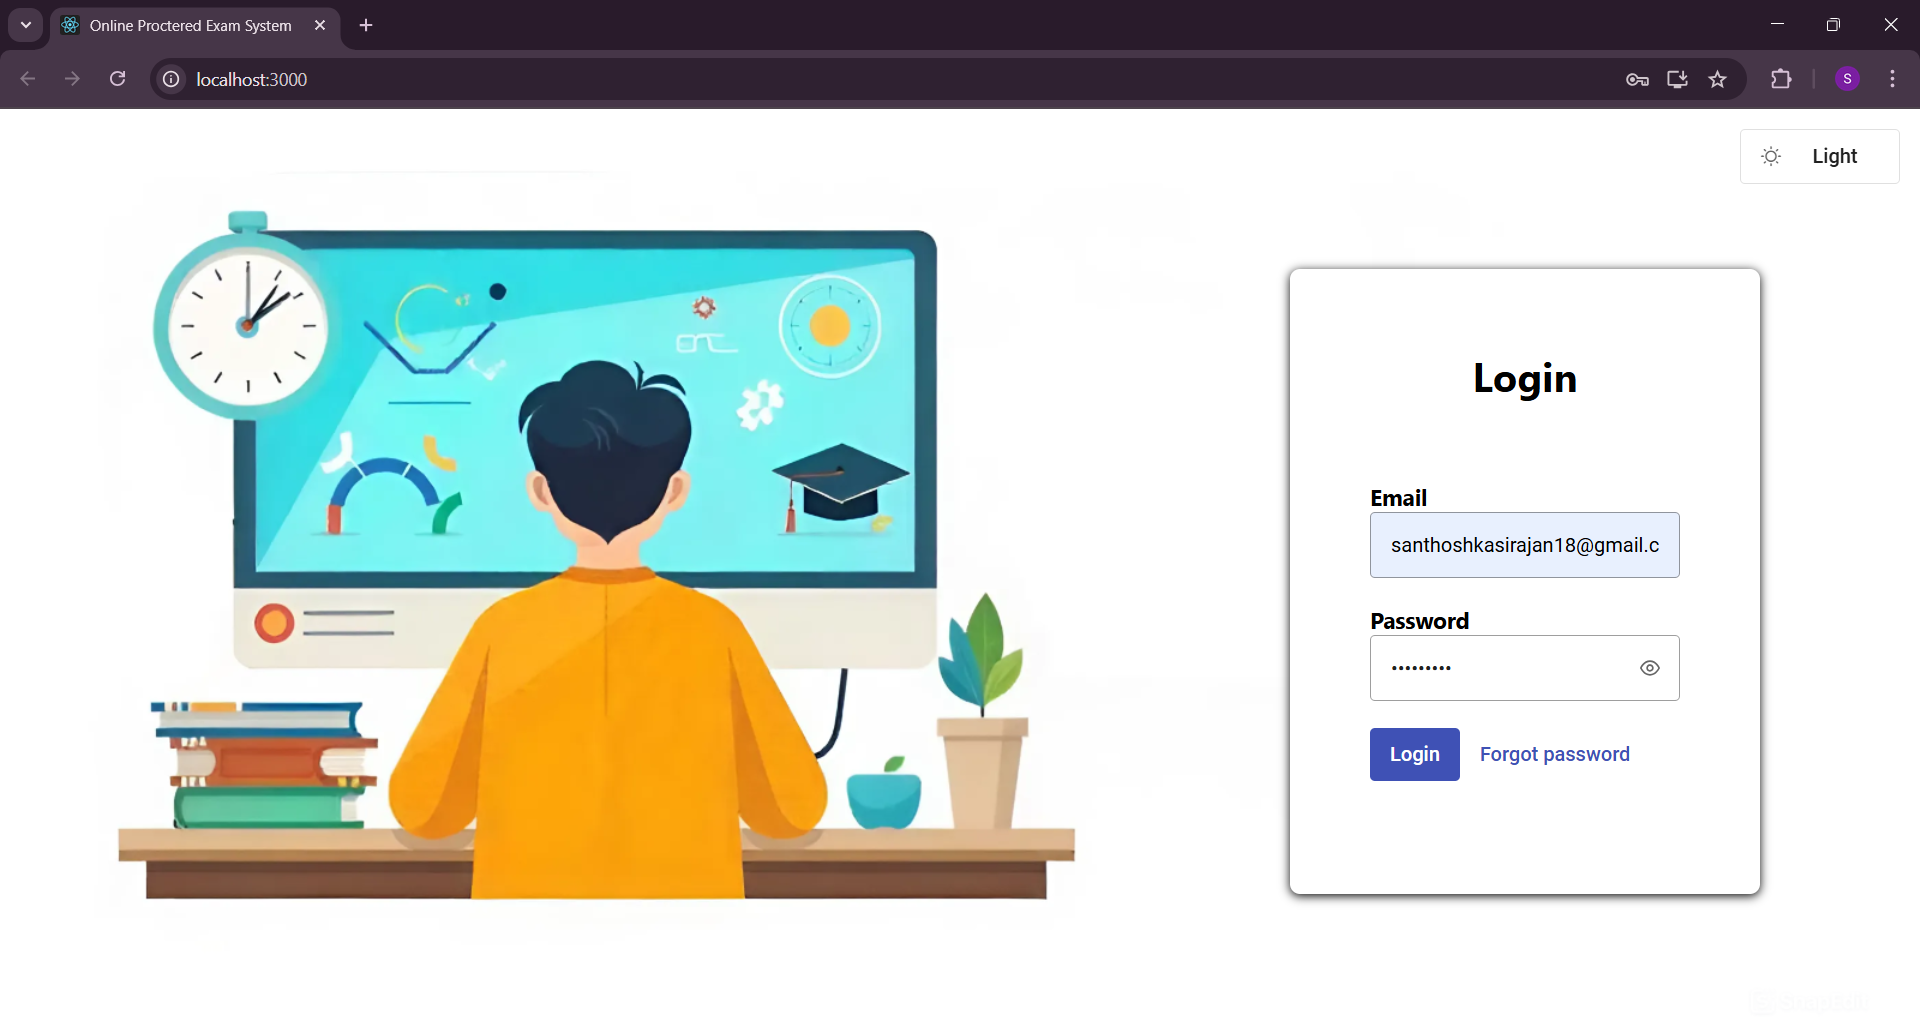 Online Proctered Exam System
localhost:3000
S
Light
Login
Email
santhoshkasirajan18@gmail.c
Password
•••••••••
Login Forgot password